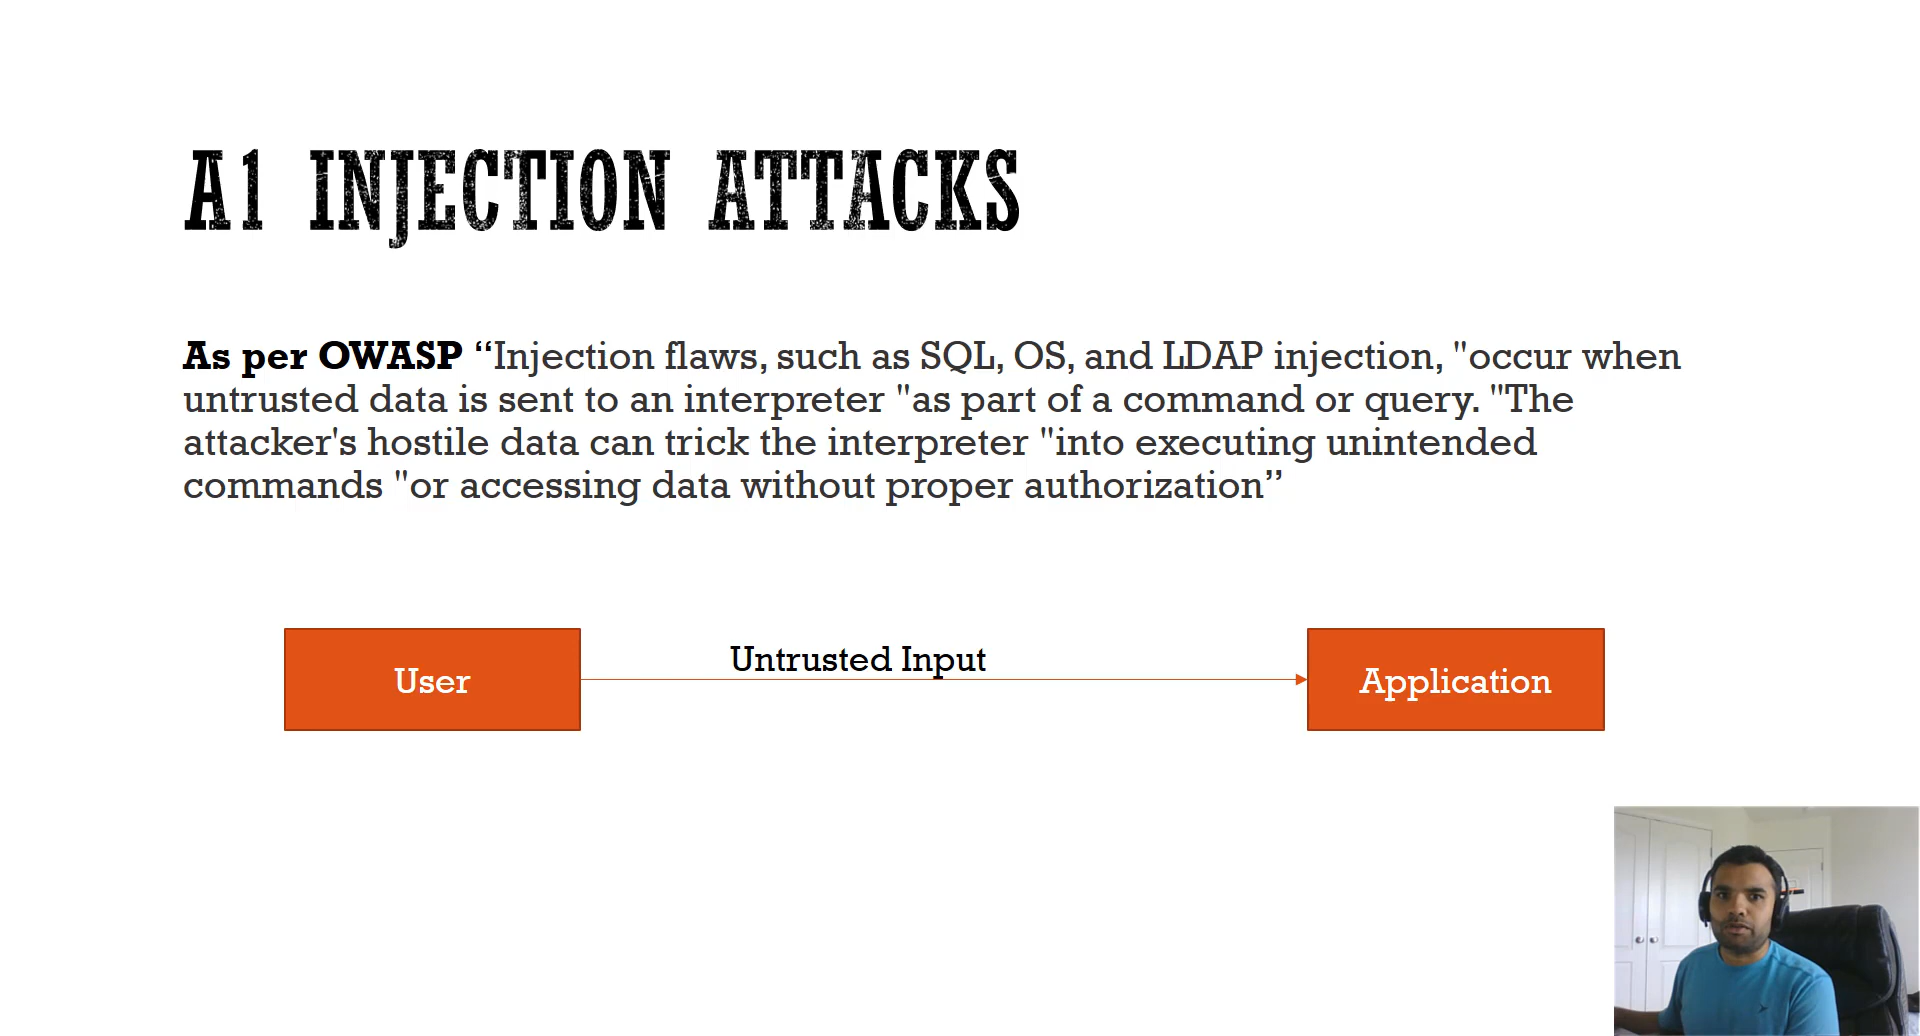 A1 INJECTION ATTACKS
As per OWASP “Injection flaws, such as SQL, OS, and LDAP injection, "occur when
untrusted data is sent to an interpreter "as part of a command or query. "The
attacker's hostile data can trick the interpreter "into executing unintended
commands "or accessing data without proper authorization”
User
Untrusted Input
Application